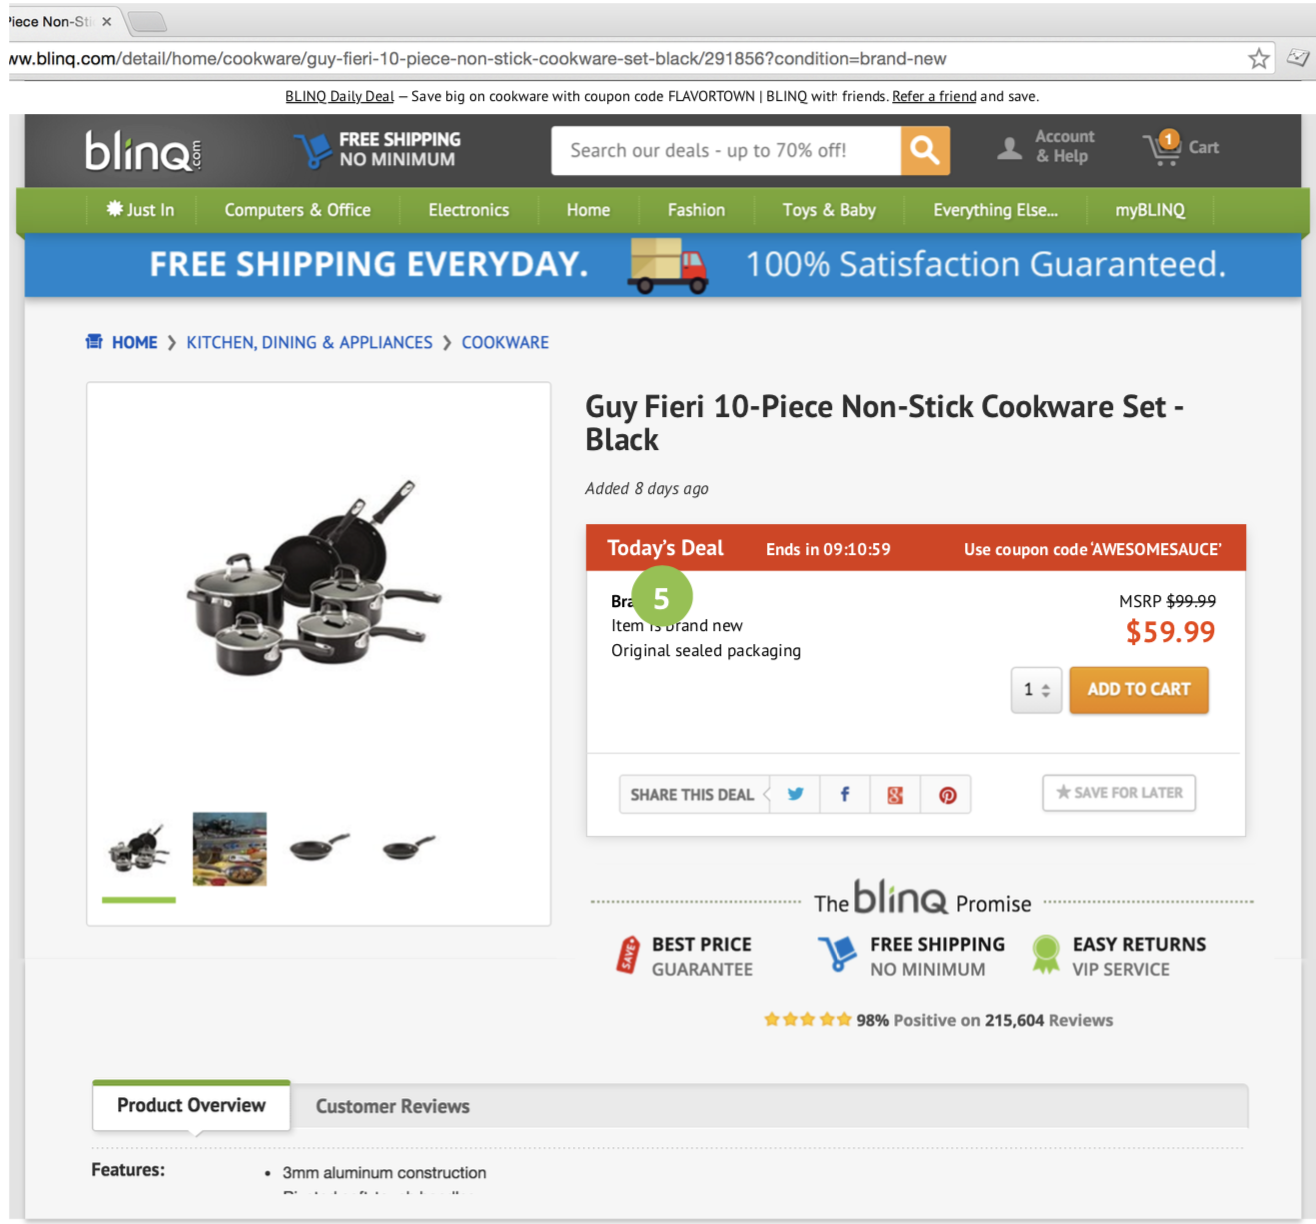 Piece Non-Sti
ww.blinq.com/detail/home/cookware/guy-fieri-10-piece-non-stick-cookware-set-black/291856?condition=brand-new
BLINQ Daily Deal – Save big on cookware with coupon code FLAVORTOWN | BLINQ with friends. Refer a friend and save.
blinq.com
FREE SHIPPING
NO MINIMUM
Search our deals - up to 70% off!
Account
& Help
1
Cart
Just In Computers & Office Electronics Home Fashion Toys & Baby Everything Else... myBLINQ
FREE SHIPPING EVERYDAY. 100% Satisfaction Guaranteed.
HOME > KITCHEN, DINING & APPLIANCES > COOKWARE
Guy Fieri 10-Piece Non-Stick Cookware Set -
Black
Added 8 days ago
Today's Deal Ends in 09:10:59 Use coupon code 'AWESOMESAUCE'
5
Item is brand new
Original sealed packaging
MSRP $99.99
$59.99
1
ADD TO CART
SHARE THIS DEAL
SAVE FOR LATER
The blinq Promise
SAVE
BEST PRICE
GUARANTEE
FREE SHIPPING
NO MINIMUM
EASY RETURNS
VIP SERVICE
98% Positive on 215,604 Reviews
Product Overview
Customer Reviews
Features:
• 3mm aluminum construction